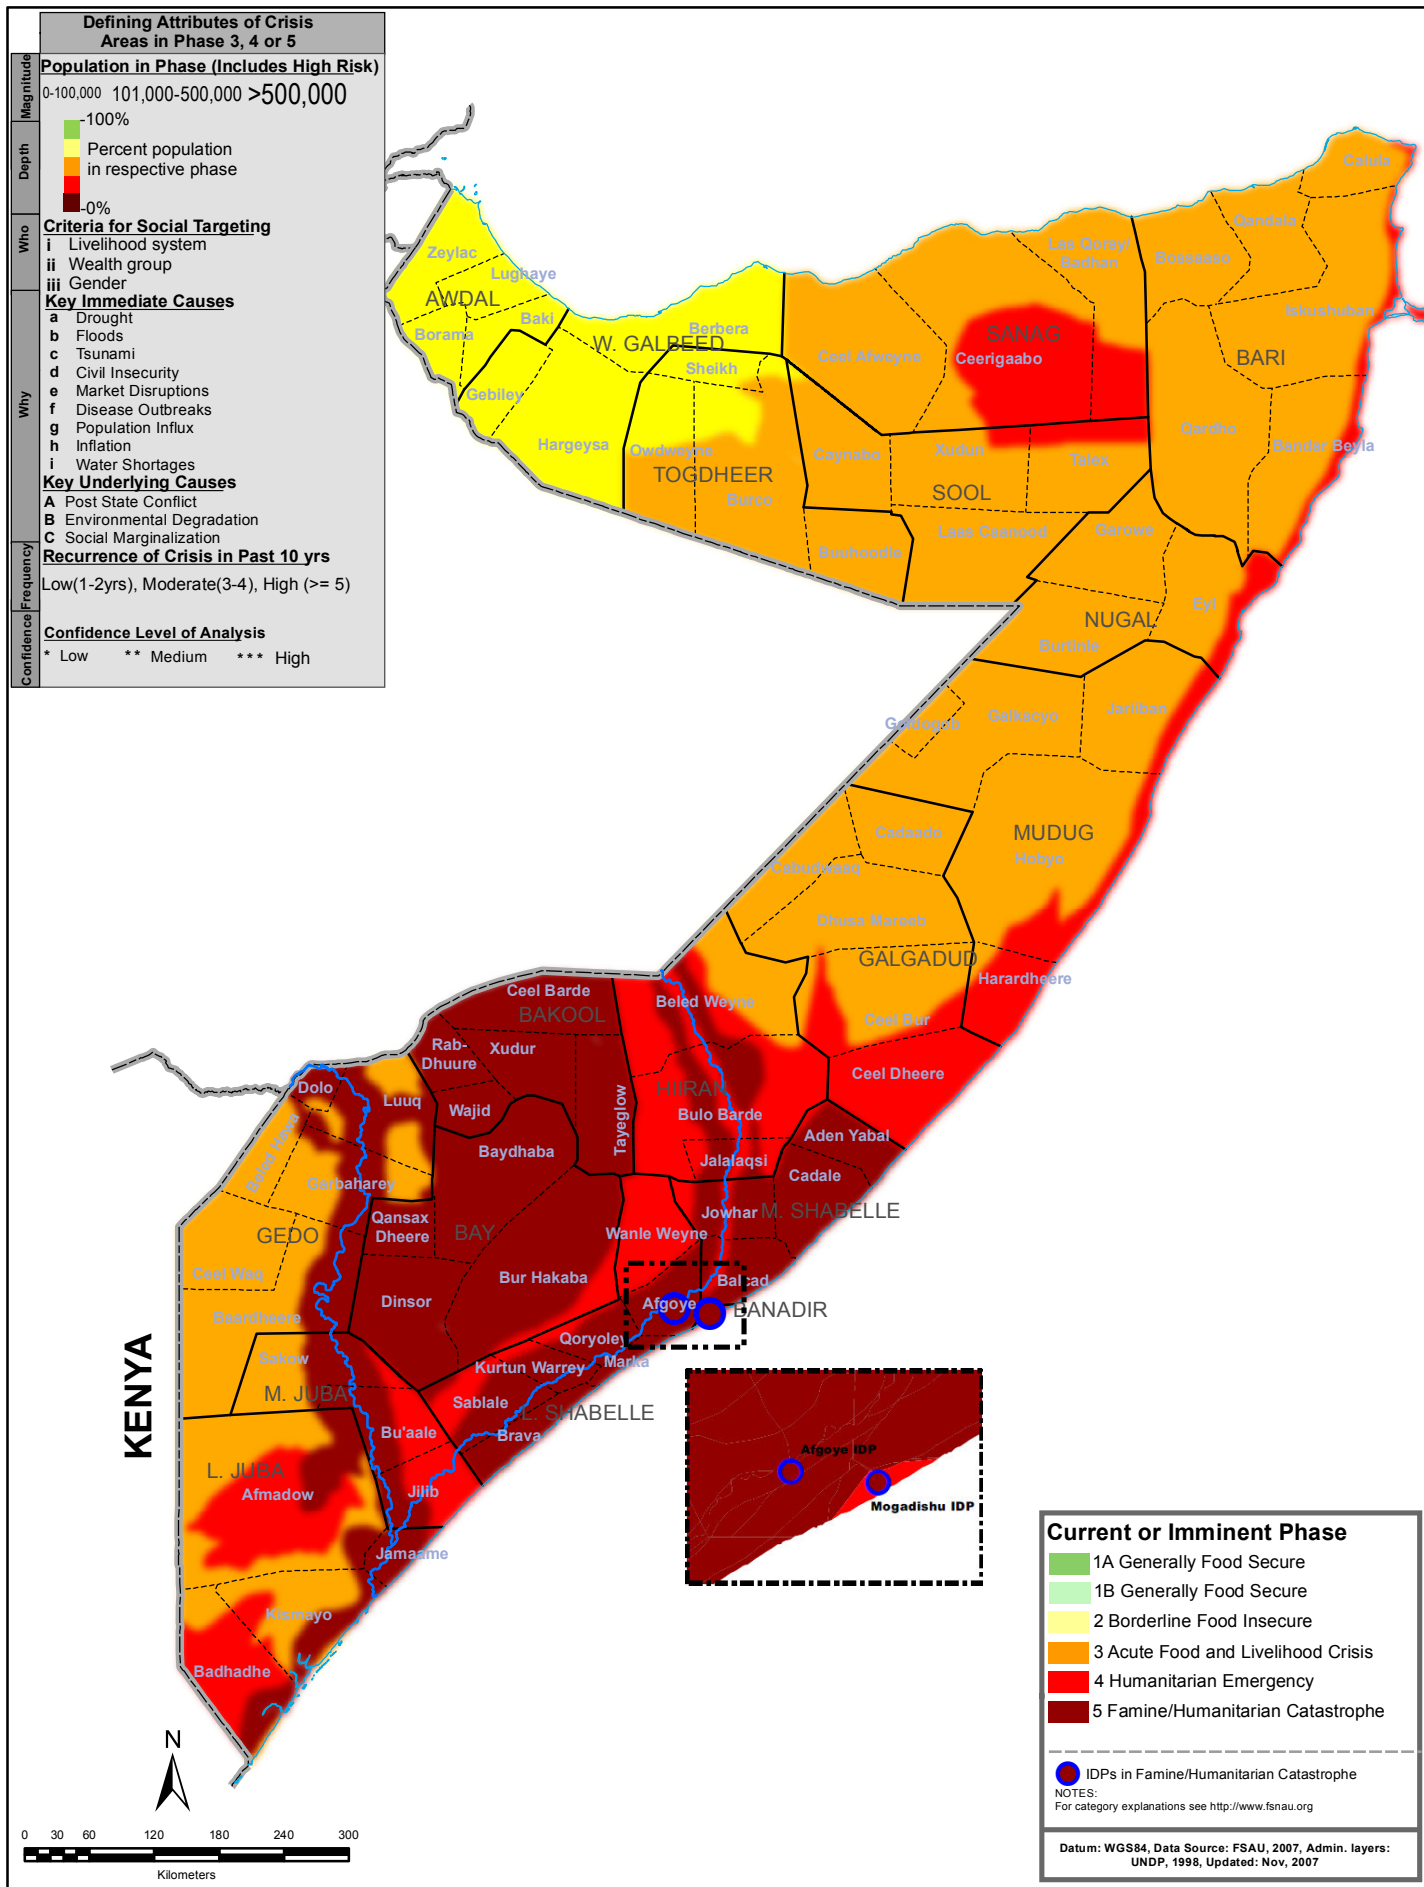 Defining Attributes of Crisis
Areas in Phase 3, 4 or 5
Magnitude
Population in Phase (Includes High Risk)
0-100,000 101,000-500,000 >500,000
Depth
-100%
Percent population
in respective phase
-0%
Who
Criteria for Social Targeting
i Livelihood system
ii Wealth group
iii Gender
Why
Key Immediate Causes
a Drought
b Floods
c Tsunami
d Civil Insecurity
e Market Disruptions
f Disease Outbreaks
g Population Influx
h Inflation
i Water Shortages
Key Underlying Causes
A Post State Conflict
B Environmental Degradation
C Social Marginalization
Frequency
Recurrence of Crisis in Past 10 yrs
Low(1-2yrs), Moderate(3-4), High (>= 5)
Confidence
Confidence Level of Analysis
* Low ** Medium *** High
Calula
Qandala
Las Qoray/
Badhan
Bossaaso
Zeylac
Lughaye
AWDAL
Baki
Borama
Iskushuban
Berbera
W. GALBEED
SANAG
Ceel Afweyne
Ceerigaabo
BARI
Sheikh
Gebiley
Qardho
Bandar Beyla
Hargeysa
Owdweyne
Caynabo
Xudun
Talex
TOGDHEER
Burco
SOOL
Laas Caanood
Garowe
Buuhoodle
Eyl
NUGAL
Burtinle
Jariiban
Galkacyo
Goldogob
MUDUG
Hobyo
Cadaado
Cabudwaaq
Dhusa Mareeb
GALGADUD
Harardheere
Ceel Barde
BAKOOL
Beled Weyne
Ceel Bur
Rab-
Dhuure
Xudur
Ceel Dheere
Dolo
Luuq
HIIRAN
Wajid
Tayeglow
Bulo Barde
Aden Yabal
Beled Hawa
Baydhaba
Jalalaqsi
Cadale
Garbaharey
Qansax
Dheere
Jowhar
M. SHABELLE
GEDO
BAY
Wanle Weyne
Ceel Waq
Bur Hakaba
Balcad
Dinsor
Afgoye
BANADIR
Baardheere
Qoryoley
Marka
Sakow
Kurtun Warrey
KENYA
M. JUBA
Sablale
L. SHABELLE
Bu'aale
Brava
L. JUBA
Afmadow
Jilib
Jamaame
Kismayo
Badhadhe
Afgoye IDP
Mogadishu IDP
N
0 30 60 120 180 240 300
Kilometers
Current or Imminent Phase
1A Generally Food Secure
1B Generally Food Secure
2 Borderline Food Insecure
3 Acute Food and Livelihood Crisis
4 Humanitarian Emergency
5 Famine/Humanitarian Catastrophe
IDPs in Famine/Humanitarian Catastrophe
NOTES:
For category explanations see http://www.fsnau.org
Datum: WGS84, Data Source: FSAU, 2007, Admin. layers:
UNDP, 1998, Updated: Nov, 2007